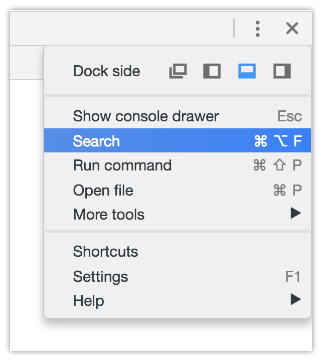 Dock side
Show console drawer Esc
Search ⌘ ⌥ F
Run command ⌘ ⇧ P
Open file ⌘ P
More tools ▶
Shortcuts
Settings F1
Help ▶